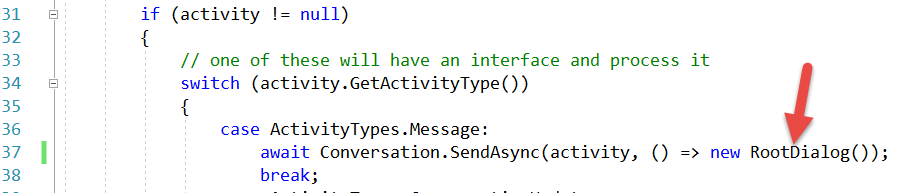 31 if (activity != null)
32 {
33 // one of these will have an interface and process it
34 switch (activity.GetActivityType())
35 {
36 case ActivityTypes.Message:
37 await Conversation.SendAsync(activity, () => new RootDialog());
38 break;